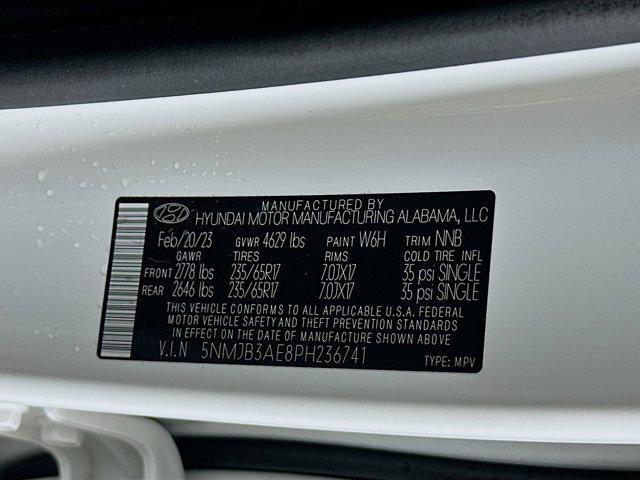 MANUFACTURED BY
HYUNDAI MOTOR MANUFACTURING ALABAMA, LLC
Feb/20/23 GVWR 4629 lbs PAINT W6H TRIM NNB
GAWR TIRES RIMS COLD TIRE INFL
FRONT 2778 lbs 235/65R17 7.0JX17 35 psi SINGLE
REAR 2646 lbs 235/65R17 7.0JX17 35 psi SINGLE
THIS VEHICLE CONFORMS TO ALL APPLICABLE U.S.A. FEDERAL
MOTOR VEHICLE SAFETY AND THEFT PREVENTION STANDARDS
IN EFFECT ON THE DATE OF MANUFACTURE SHOWN ABOVE.
V.I.N 5NMJB3AE8PH236741 TYPE: MPV